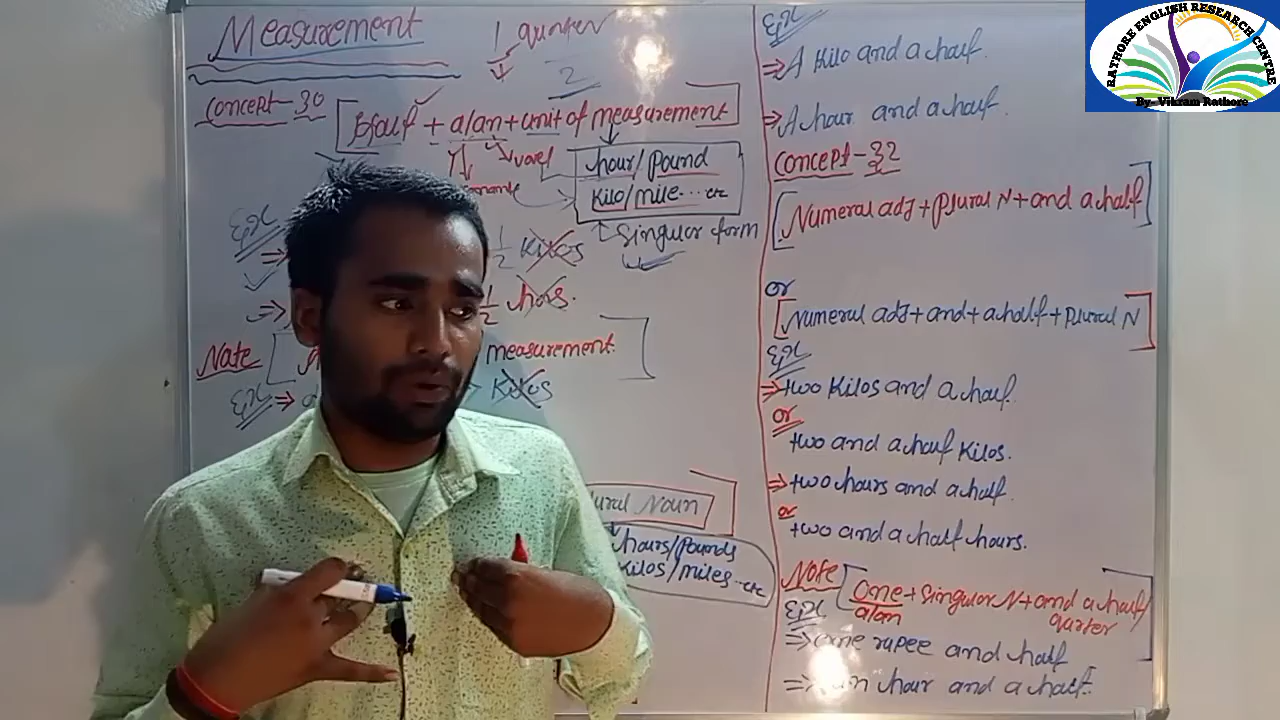 Measurement
1 quarter
2
Concept-30
Half + a/an + unit of measurement
vowel
hour/pound
Kilo/mile... etc
Singular form
Ex
1/2 Kilos
1/2 hors.
Note
measurement.
Ex
Kilos
Noun
hours/pounds
Kilos/miles... etc
Ex
⇒ A Kilo and a half.
⇒ A hour and a half.
Concept-32
[Numeral adj + plural N + and a half]
or
[Numeral adj + and + a half + plural N]
Ex
⇒ two Kilos and a half.
or
two and a half Kilos.
⇒ two hours and a half.
or
two and a half hours.
Note [One + Singular N + and a half/
a/an quarter
Ex
⇒ one rupee and half
⇒ an hour and a half.
RATHORE ENGLISH RESEARCH CENTRE
By- Vikram Rathore